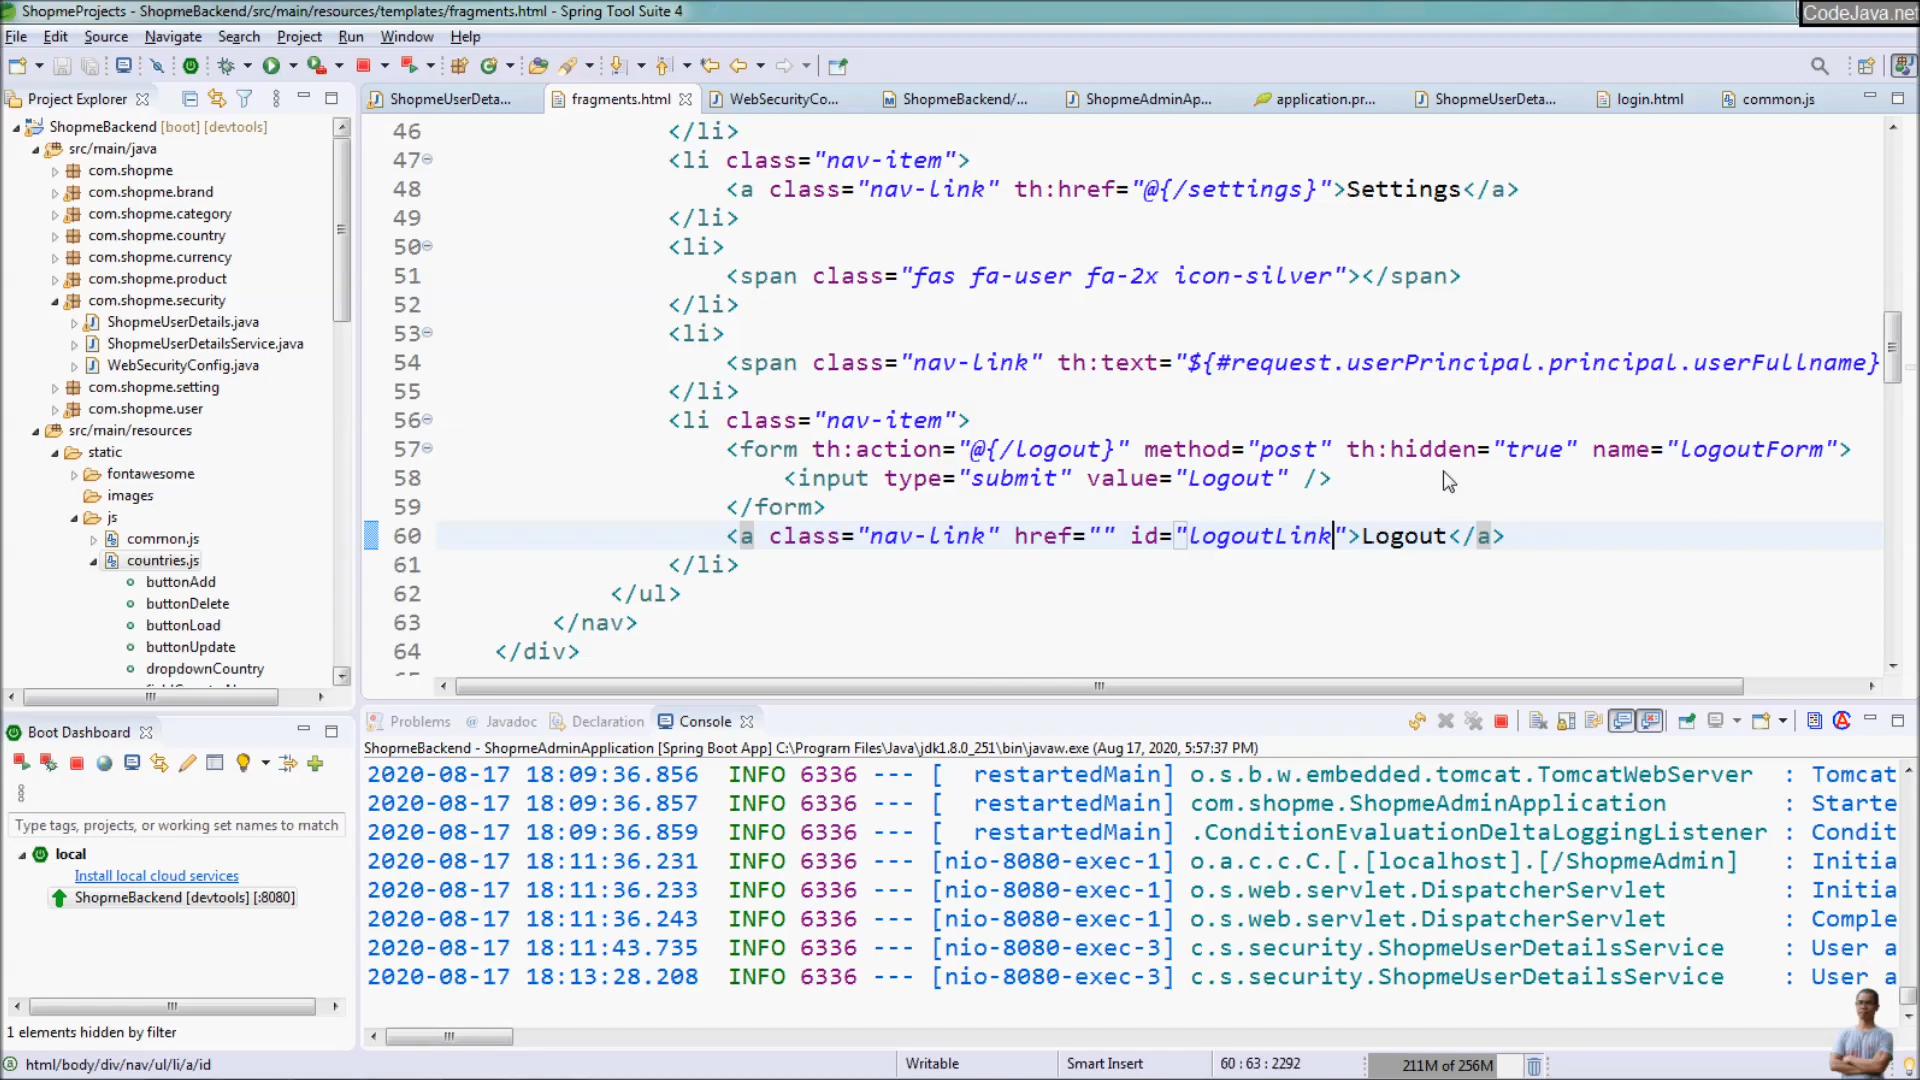 ShopmeProjects - ShopmeBackend/src/main/resources/templates/fragments.html - Spring Tool Suite 4
CodeJava.net
File Edit Source Navigate Search Project Run Window Help
Project Explorer
ShopmeUserDeta...
fragments.html
WebSecurityCo...
ShopmeBackend/...
ShopmeAdminAp...
application.pr...
ShopmeUserDeta...
login.html
common.js
ShopmeBackend [boot] [devtools]
src/main/java
com.shopme
com.shopme.brand
com.shopme.category
com.shopme.country
com.shopme.currency
com.shopme.product
com.shopme.security
ShopmeUserDetails.java
ShopmeUserDetailsService.java
WebSecurityConfig.java
com.shopme.setting
com.shopme.user
src/main/resources
static
fontawesome
images
js
common.js
countries.js
buttonAdd
buttonDelete
buttonLoad
buttonUpdate
dropdownCountry
46 </li>
47 <li class="nav-item">
48 <a class="nav-link" th:href="@{/settings}">Settings</a>
49 </li>
50 <li>
51 <span class="fas fa-user fa-2x icon-silver"></span>
52 </li>
53 <li>
54 <span class="nav-link" th:text="${#request.userPrincipal.principal.userFullname}
55 </li>
56 <li class="nav-item">
57 <form th:action="@{/logout}" method="post" th:hidden="true" name="logoutForm">
58 <input type="submit" value="Logout" />
59 </form>
60 <a class="nav-link" href="" id="logoutLink">Logout</a>
61 </li>
62 </ul>
63 </nav>
64 </div>
Boot Dashboard
Type tags, projects, or working set names to match
local
Install local cloud services
ShopmeBackend [devtools] [:8080]
1 elements hidden by filter
Problems @ Javadoc Declaration Console
ShopmeBackend - ShopmeAdminApplication [Spring Boot App] C:\Program Files\Java\jdk1.8.0_251\bin\javaw.exe (Aug 17, 2020, 5:57:37 PM)
2020-08-17 18:09:36.856 INFO 6336 --- [ restartedMain] o.s.b.w.embedded.tomcat.TomcatWebServer : Tomcat
2020-08-17 18:09:36.857 INFO 6336 --- [ restartedMain] com.shopme.ShopmeAdminApplication : Starte
2020-08-17 18:09:36.859 INFO 6336 --- [ restartedMain] .ConditionEvaluationDeltaLoggingListener : Condit
2020-08-17 18:11:36.231 INFO 6336 --- [nio-8080-exec-1] o.a.c.c.C.[.[localhost].[/ShopmeAdmin] : Initia
2020-08-17 18:11:36.233 INFO 6336 --- [nio-8080-exec-1] o.s.web.servlet.DispatcherServlet : Initia
2020-08-17 18:11:36.243 INFO 6336 --- [nio-8080-exec-1] o.s.web.servlet.DispatcherServlet : Comple
2020-08-17 18:11:43.735 INFO 6336 --- [nio-8080-exec-3] c.s.security.ShopmeUserDetailsService : User a
2020-08-17 18:13:28.208 INFO 6336 --- [nio-8080-exec-3] c.s.security.ShopmeUserDetailsService : User a
html/body/div/nav/ul/li/a/id
Writable
Smart Insert
60 : 63 : 2292
211M of 256M